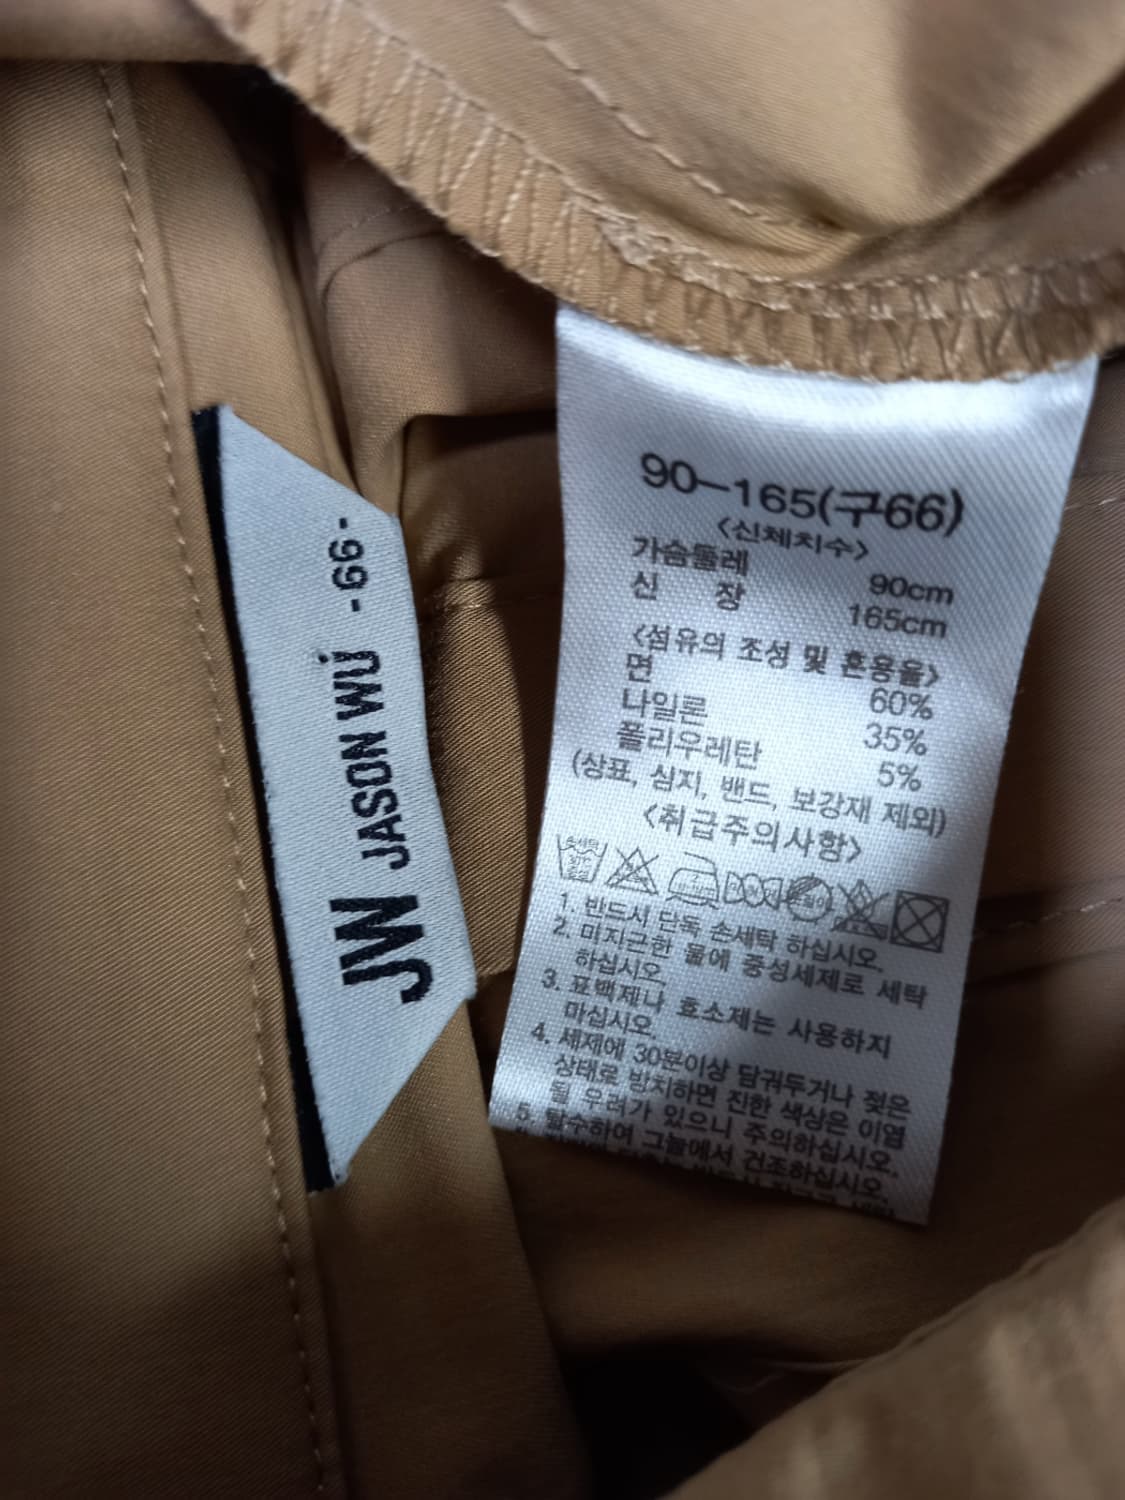 JW JASON WU -66-
90-165(구66)
<신체치수>
가슴둘레 90cm
신 장 165cm
<섬유의 조성 및 혼용율>
면 60%
나일론 35%
폴리우레탄 5%
(상표, 심지, 밴드, 보강재 제외)
<취급주의사항>
1. 반드시 단독 손세탁 하십시오.
2. 미지근한 물에 중성세제로 세탁
하십시오.
3. 표백제나 효소제는 사용하지
마십시오.
4. 세제에 30분이상 담궈두거나 젖은
상태로 방치하면 진한 색상은 이염
될 우려가 있으니 주의하십시오.
5. 탈수하여 그늘에서 건조하십시오.